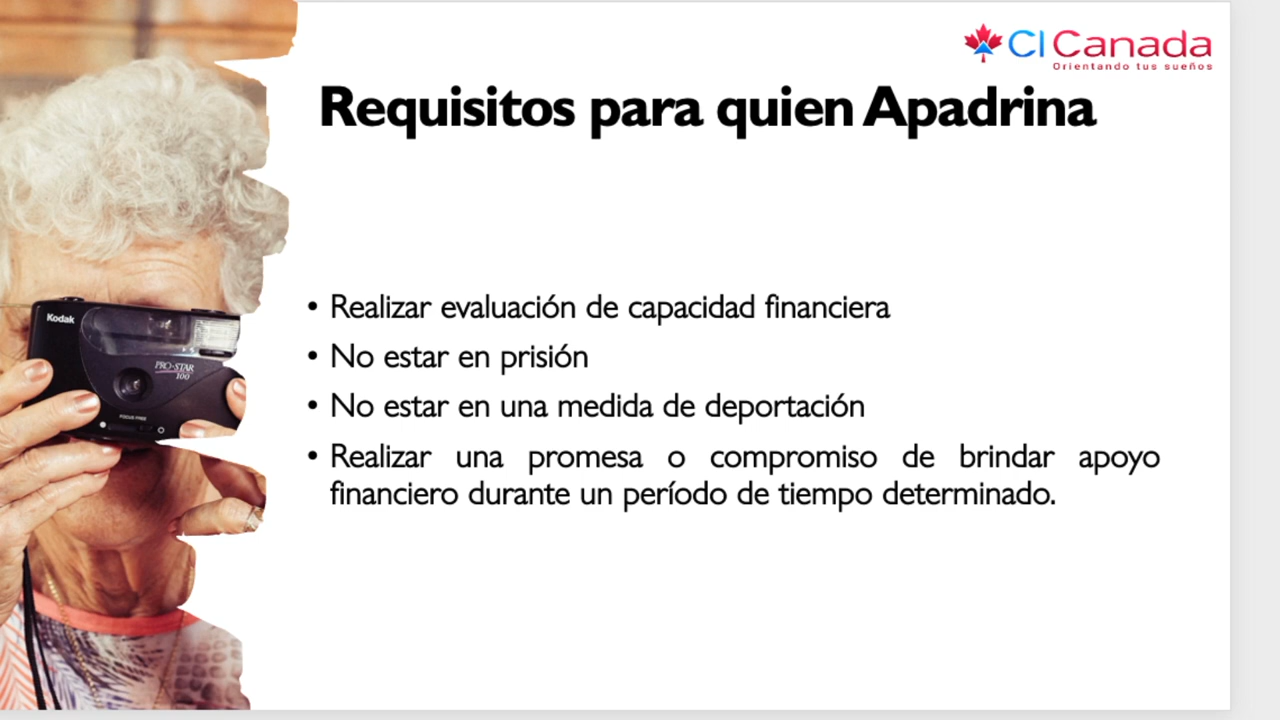 CI Canada
Orientando tus sueños
Requisitos para quien Apadrina
• Realizar evaluación de capacidad financiera
• No estar en prisión
• No estar en una medida de deportación
• Realizar una promesa o compromiso de brindar apoyo
financiero durante un período de tiempo determinado.
Kodak
PRO-STAR
100
FOCUS FREE